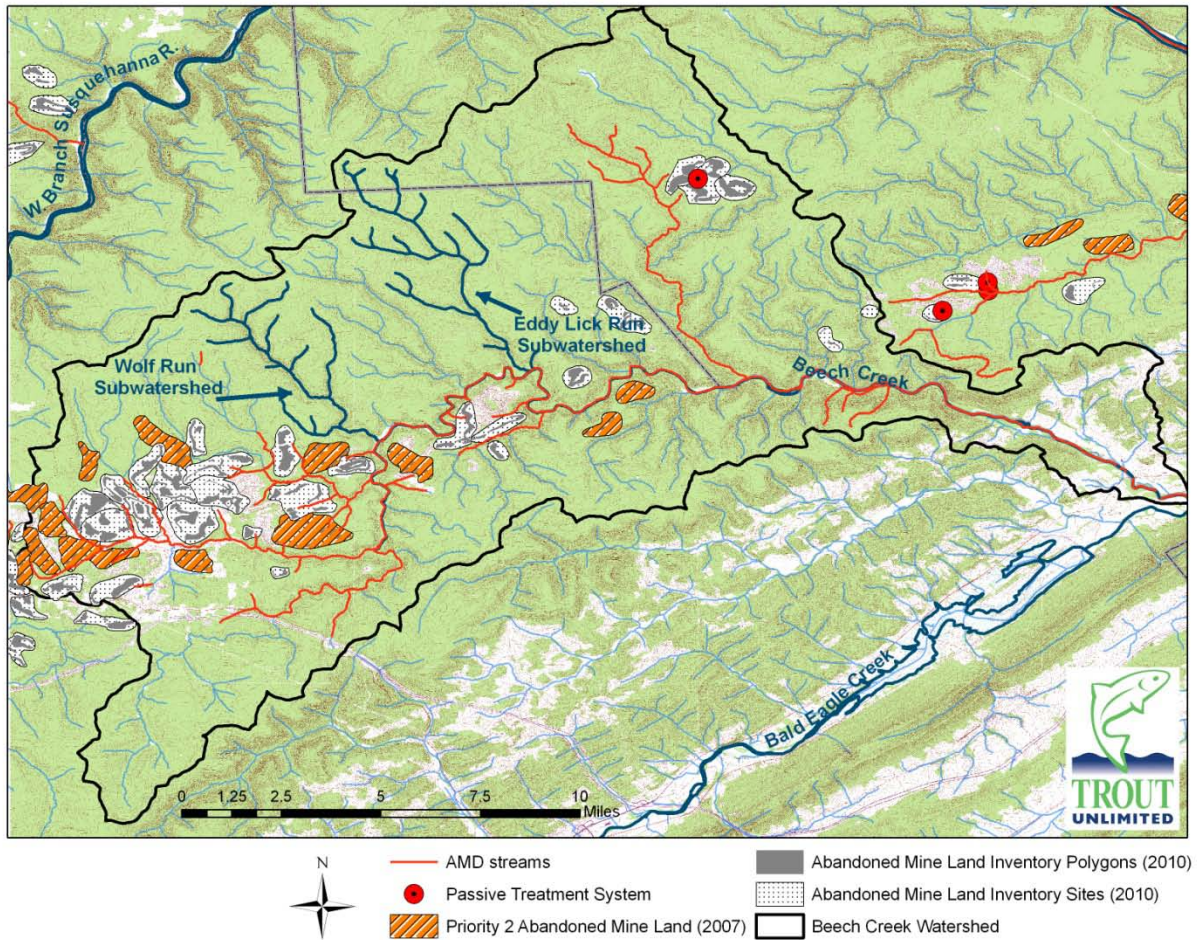 W Branch Susquehanna R.
Eddy Lick Run
Subwatershed
Wolf Run
Subwatershed
Beech Creek
Bald Eagle Creek
0 1.25 2.5 5 7.5 10
Miles
TROUT
UNLIMITED
N
AMD streams
Passive Treatment System
Priority 2 Abandoned Mine Land (2007)
Abandoned Mine Land Inventory Polygons (2010)
Abandoned Mine Land Inventory Sites (2010)
Beech Creek Watershed